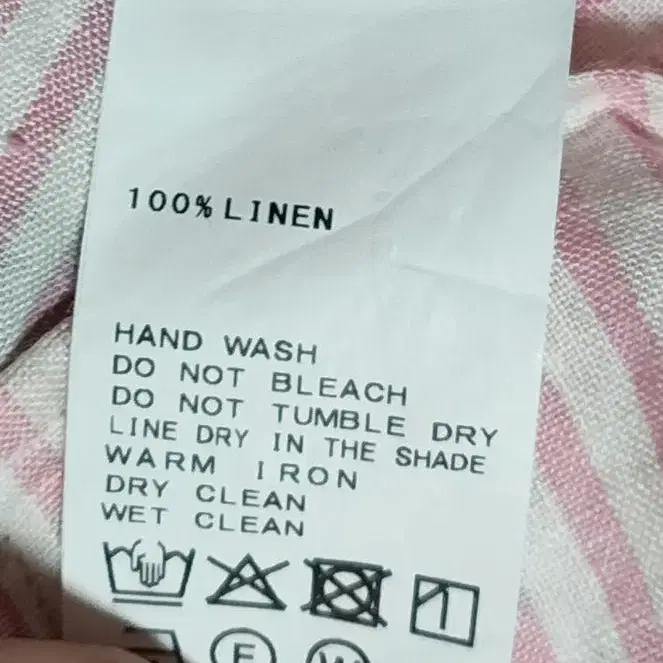 100% LINEN
HAND WASH
DO NOT BLEACH
DO NOT TUMBLE DRY
LINE DRY IN THE SHADE
WARM IRON
DRY CLEAN
WET CLEAN
F W